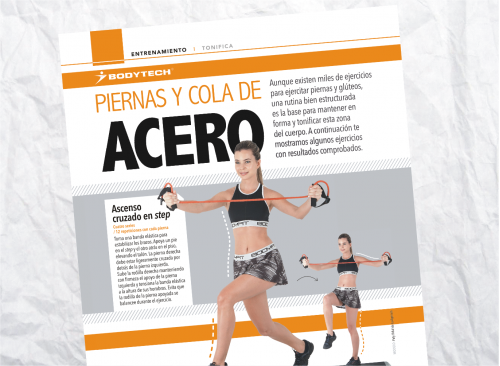 ENTRENAMIENTO | TONIFICA
BODYTECH
PIERNAS Y COLA DE
ACERO
Aunque existen miles de ejercicios
para ejercitar piernas y glúteos,
una rutina bien estructurada
es la base para mantener en
forma y tonificar esta zona
del cuerpo. A continuación te
mostramos algunos ejercicios
con resultados comprobados.
Ascenso
cruzado en step
Cuatro series
/ 12 repeticiones con cada pierna
Toma una banda elástica para
estabilizar los brazos. Apoya un pie
en el step y el otro atrás en el piso,
elevando el talón. La pierna derecha
debe estar ligeramente cruzada por
detrás de la pierna izquierda.
Sube la rodilla derecha manteniendo
con firmeza el apoyo de la pierna
izquierda y tensiona la banda elástica
a la altura de tus hombros. Evita que
la rodilla de la pierna apoyada se
balancee durante el ejercicio.